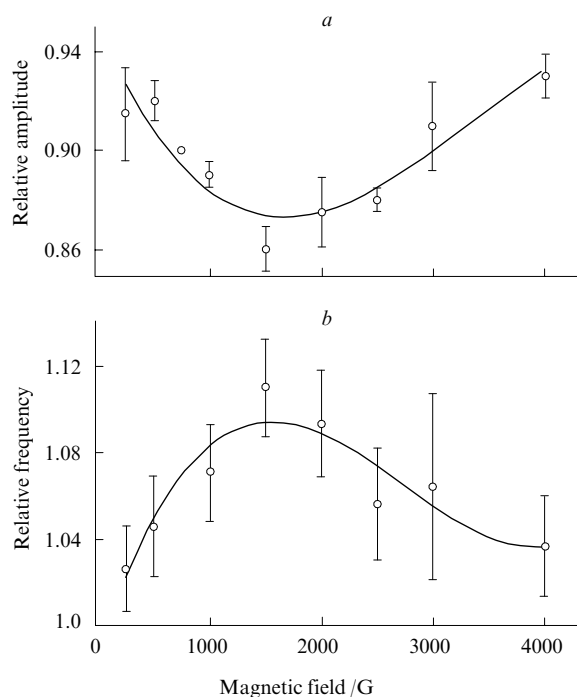 a
0.94
0.90
0.86
Relative amplitude
b
1.12
1.08
1.04
1.0
Relative frequency
0 1000 2000 3000 4000
Magnetic field /G